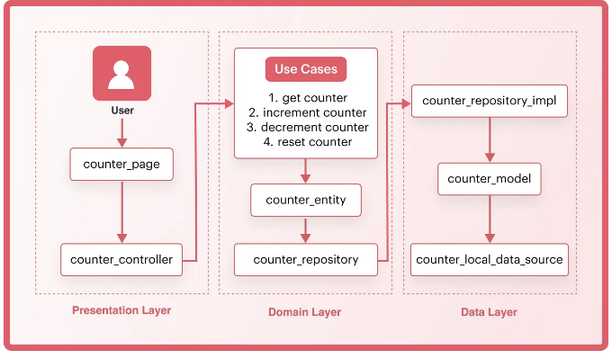 User
counter_page
counter_controller
Presentation Layer
Use Cases
1. get counter
2. increment counter
3. decrement counter
4. reset counter
counter_entity
counter_repository
Domain Layer
counter_repository_impl
counter_model
counter_local_data_source
Data Layer